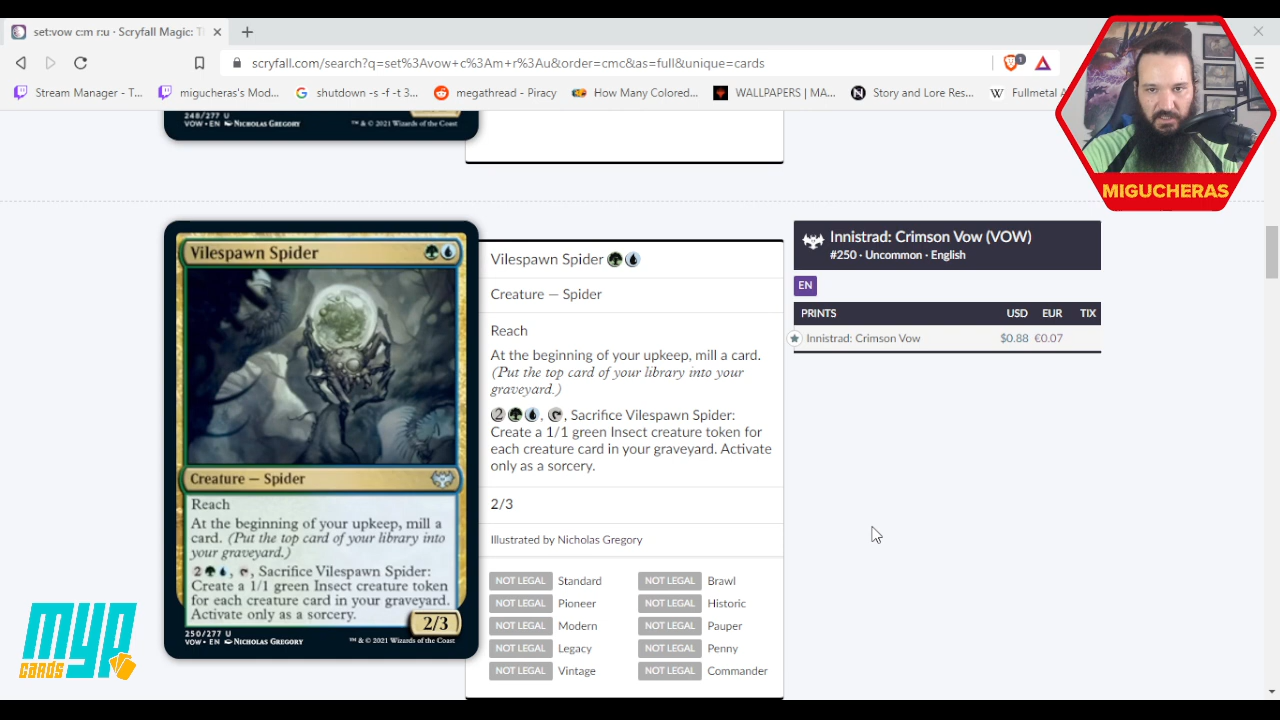 set:vow c:m r:u · Scryfall Magic: T
scryfall.com/search?q=set%3Avow+c%3Am+r%3Au&order=cmc&as=full&unique=cards
1
Stream Manager - T...
migucheras's Mod...
shutdown -s -f -t 3...
megathread - Piracy
How Many Colored...
WALLPAPERS | MA...
Story and Lore Res...
Fullmetal A
MIGUCHERAS
248/277 U
VOW • EN NICHOLAS GREGORY
™ & © 2021 Wizards of the Coast
Vilespawn Spider
Creature — Spider
Reach
At the beginning of your upkeep, mill a
card. (Put the top card of your library into
your graveyard.)
2 , , Sacrifice Vilespawn Spider:
Create a 1/1 green Insect creature token
for each creature card in your graveyard.
Activate only as a sorcery.
2/3
250/277 U
VOW • EN NICHOLAS GREGORY
™ & © 2021 Wizards of the Coast
Vilespawn Spider
Creature — Spider
Reach
At the beginning of your upkeep, mill a card.
(Put the top card of your library into your
graveyard.)
2 , , Sacrifice Vilespawn Spider:
Create a 1/1 green Insect creature token for
each creature card in your graveyard. Activate
only as a sorcery.
2/3
Illustrated by Nicholas Gregory
NOT LEGAL Standard NOT LEGAL Brawl
NOT LEGAL Pioneer NOT LEGAL Historic
NOT LEGAL Modern NOT LEGAL Pauper
NOT LEGAL Legacy NOT LEGAL Penny
NOT LEGAL Vintage NOT LEGAL Commander
Innistrad: Crimson Vow (VOW)
#250 · Uncommon · English
EN
PRINTS USD EUR TIX
Innistrad: Crimson Vow $0.88 €0.07
myp
cards